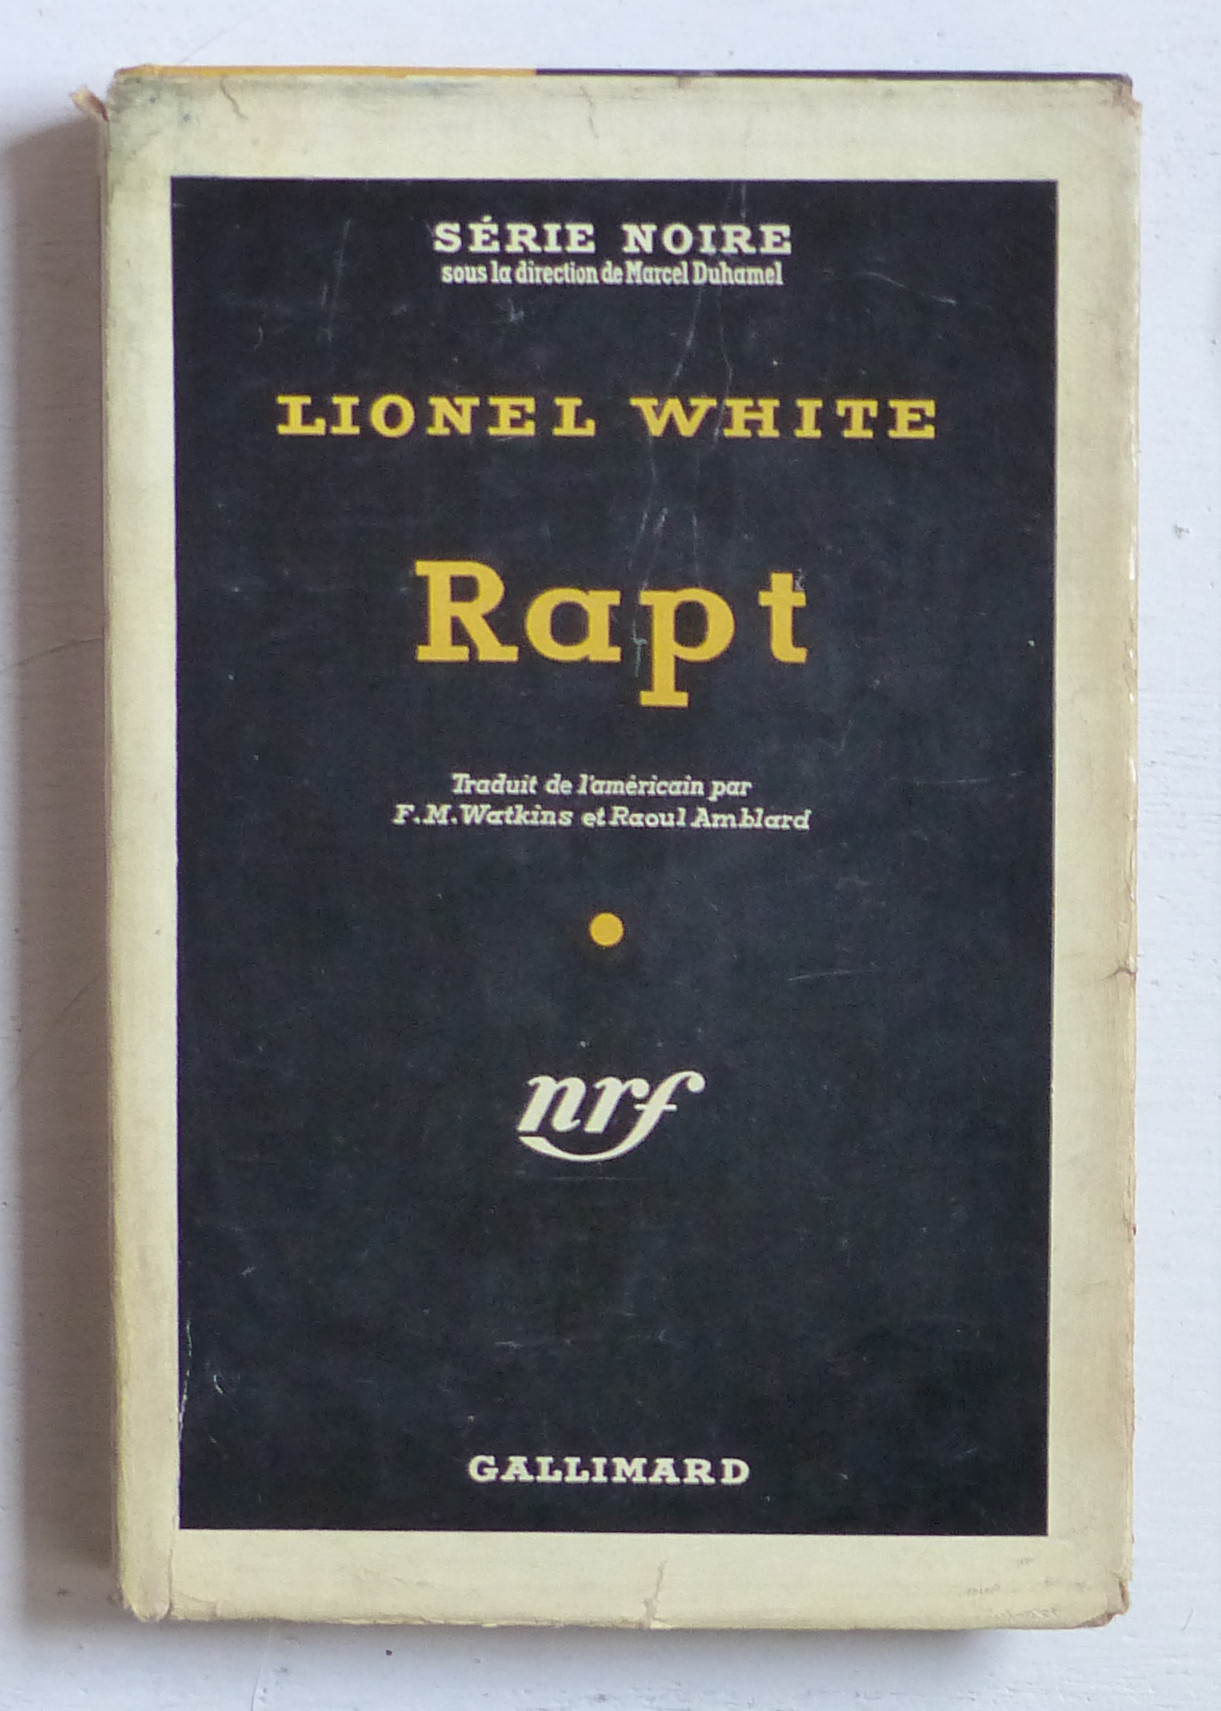 SÉRIE NOIRE
sous la direction de Marcel Duhamel
LIONEL WHITE
Rapt
Traduit de l'américain par
F.M. Watkins et Raoul Amblard
nrf
GALLIMARD